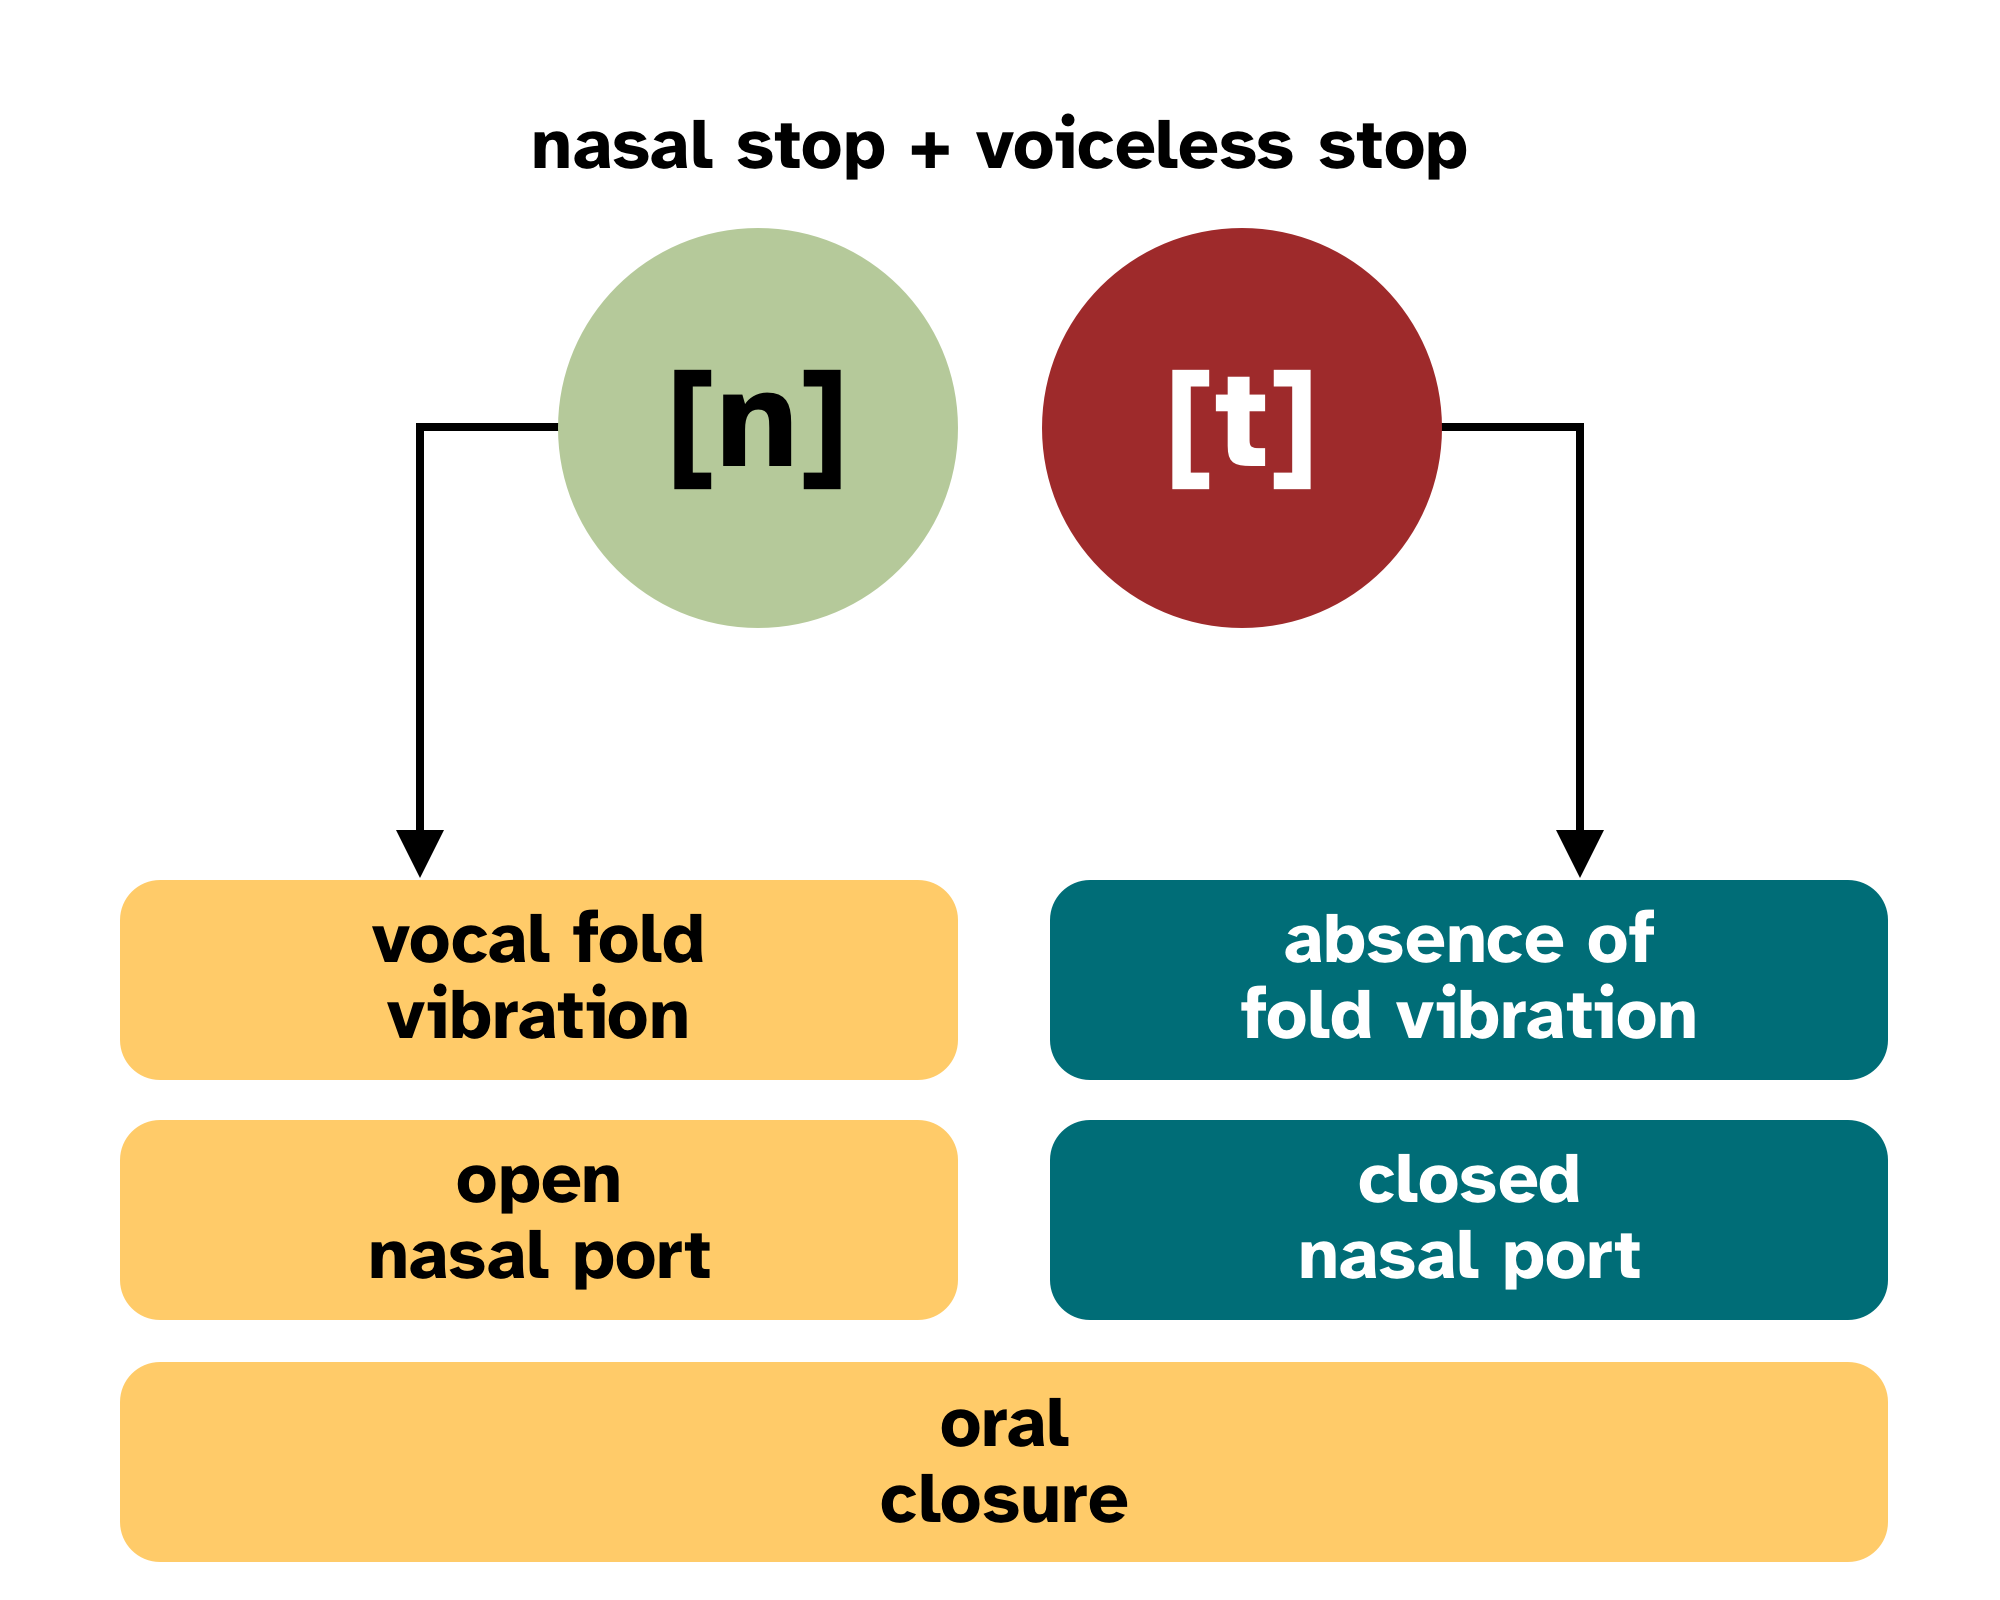 nasal stop + voiceless stop
[n]
[t]
vocal fold
vibration
absence of
fold vibration
open
nasal port
closed
nasal port
oral
closure